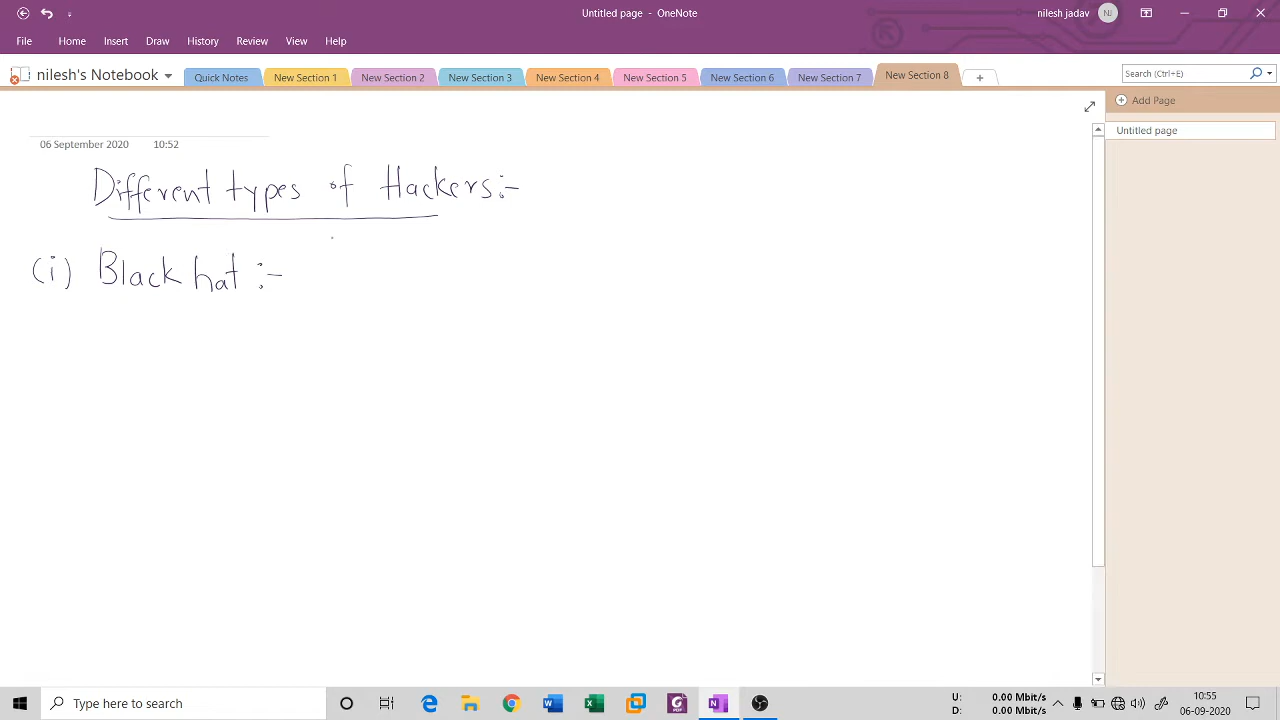 Untitled page - OneNote
nilesh jadav
NJ
File Home Insert Draw History Review View Help
nilesh's Notebook
Quick Notes
New Section 1
New Section 2
New Section 3
New Section 4
New Section 5
New Section 6
New Section 7
New Section 8
Search (Ctrl+E)
Add Page
Untitled page
06 September 2020 10:52
Different types of Hackers:-
(i) Black hat :-
Type here to search
U: 0.00 Mbit/s
D: 0.00 Mbit/s
10:55
06-09-2020